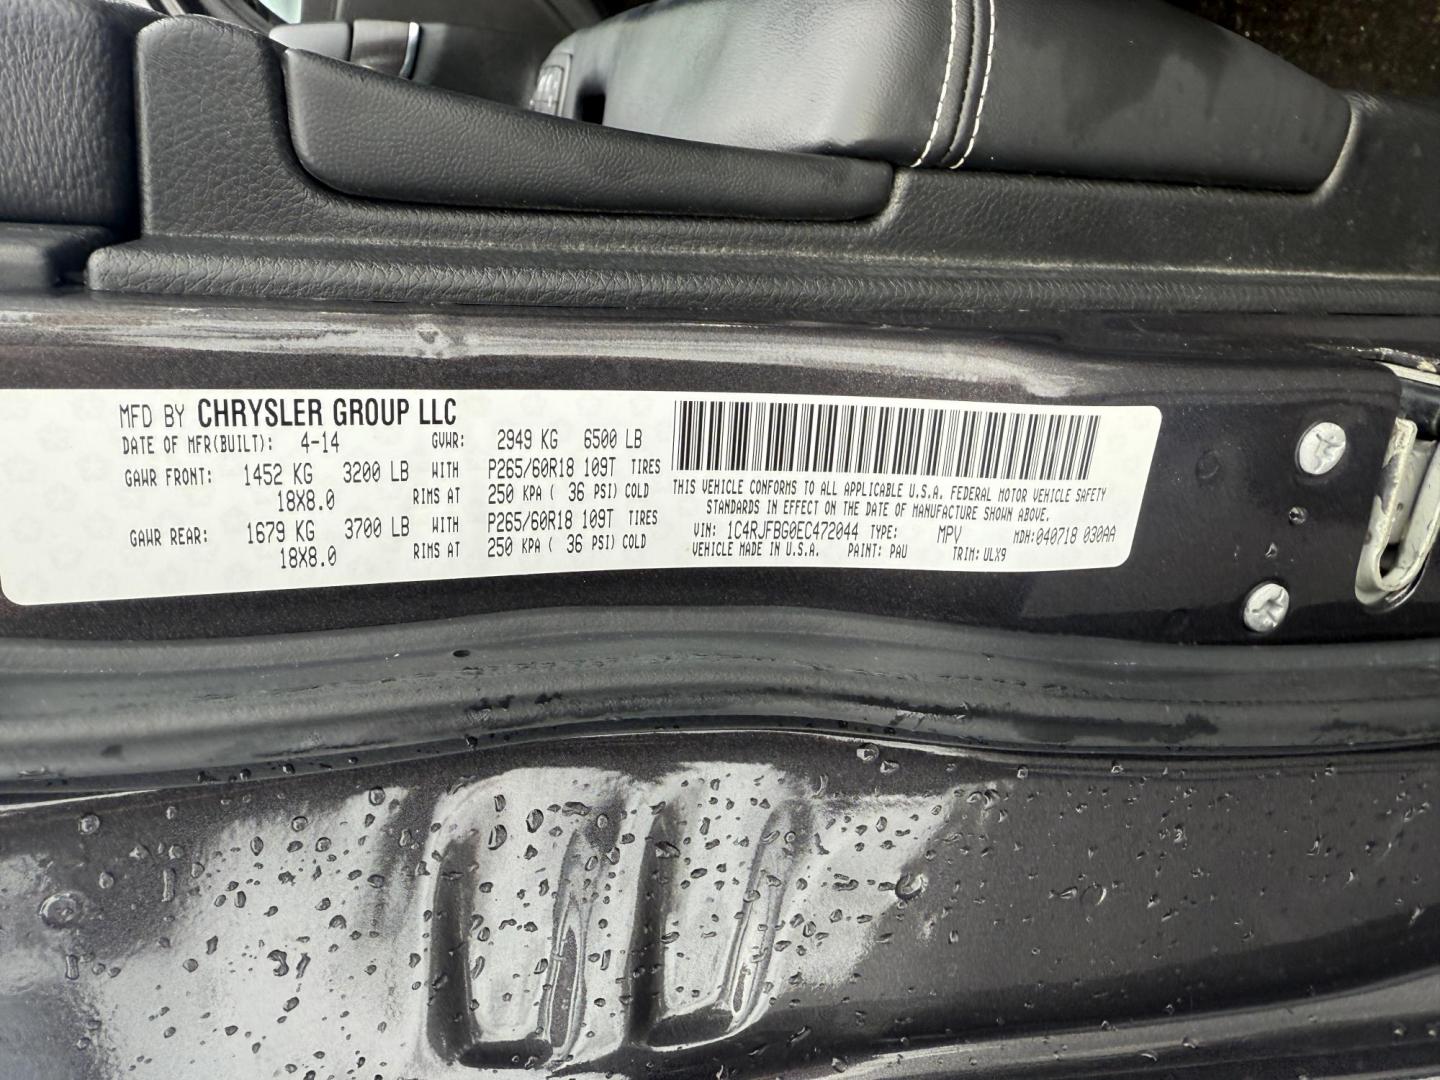 MFD BY CHRYSLER GROUP LLC
DATE OF MFR(BUILT): 4-14 GVWR: 2949 KG 6500 LB
GAWR FRONT: 1452 KG 3200 LB WITH P265/60R18 109T TIRES
18X8.0 RIMS AT 250 KPA ( 36 PSI) COLD
GAWR REAR: 1679 KG 3700 LB WITH P265/60R18 109T TIRES
18X8.0 RIMS AT 250 KPA ( 36 PSI) COLD
THIS VEHICLE CONFORMS TO ALL APPLICABLE U.S.A. FEDERAL MOTOR VEHICLE SAFETY
STANDARDS IN EFFECT ON THE DATE OF MANUFACTURE SHOWN ABOVE.
VIN: 1C4RJFBG0EC472044 TYPE: MPV MDH:040718 030AA
VEHICLE MADE IN U.S.A. PAINT: PAU TRIM: ULX9